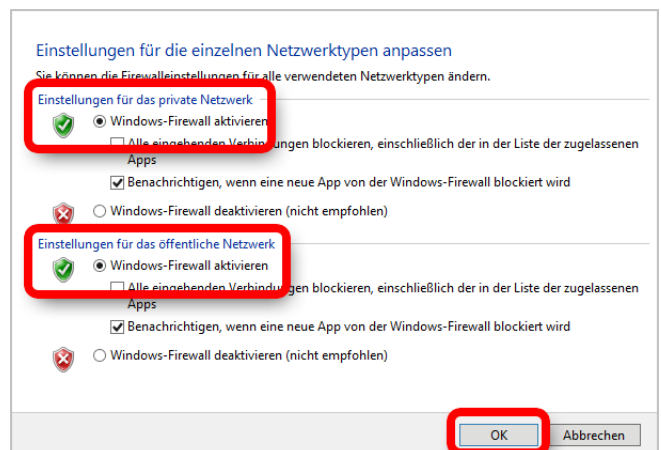 Einstellungen für die einzelnen Netzwerktypen anpassen
Sie können die Firewalleinstellungen für alle verwendeten Netzwerktypen ändern.
Einstellungen für das private Netzwerk
Windows-Firewall aktivieren
Alle eingehenden Verbindungen blockieren, einschließlich der in der Liste der zugelassenen
Apps
Benachrichtigen, wenn eine neue App von der Windows-Firewall blockiert wird
Windows-Firewall deaktivieren (nicht empfohlen)
Einstellungen für das öffentliche Netzwerk
Windows-Firewall aktivieren
Alle eingehenden Verbindungen blockieren, einschließlich der in der Liste der zugelassenen
Apps
Benachrichtigen, wenn eine neue App von der Windows-Firewall blockiert wird
Windows-Firewall deaktivieren (nicht empfohlen)
OK Abbrechen